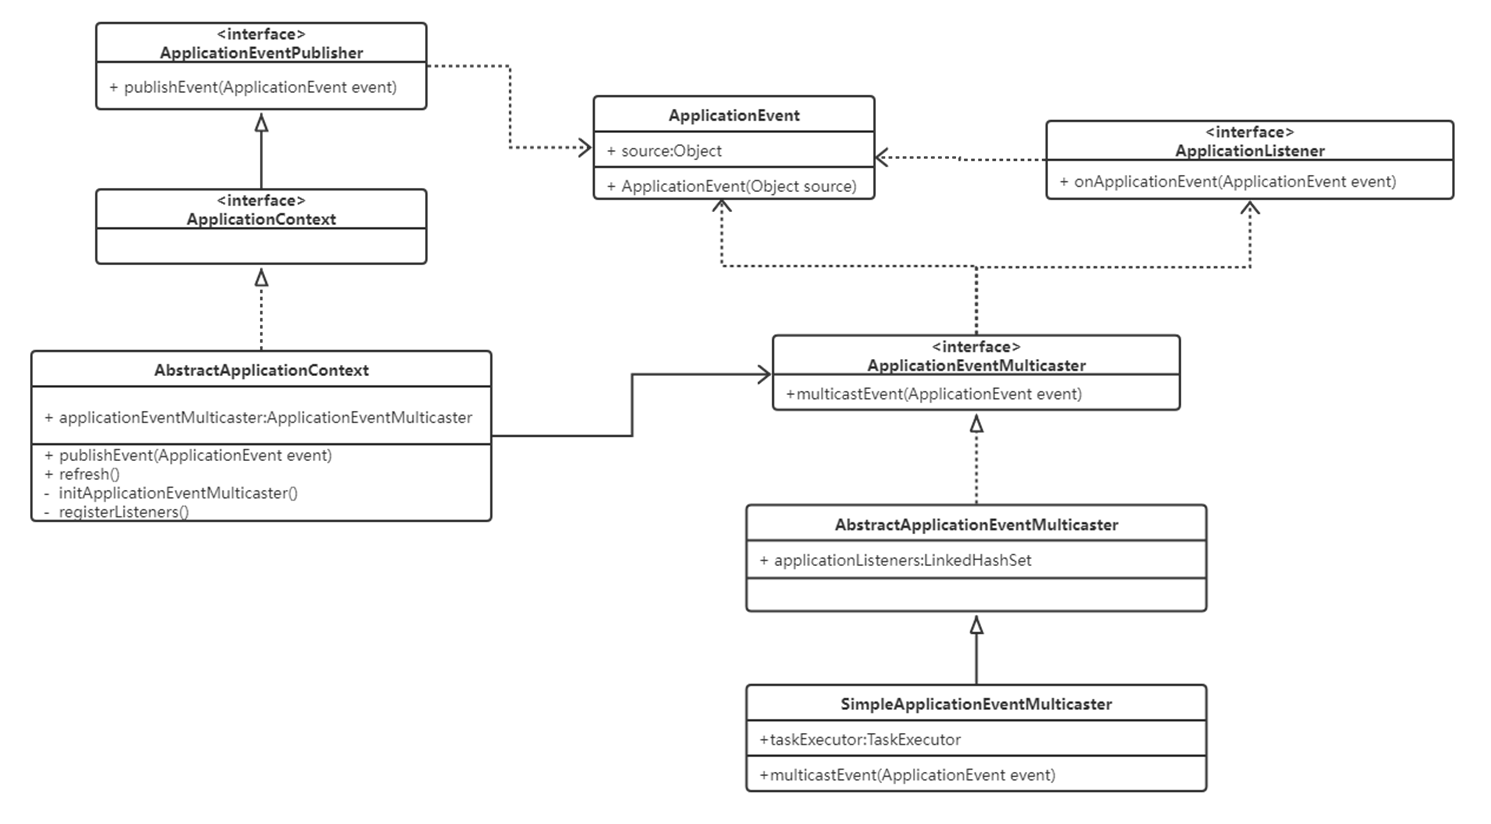 <interface>
ApplicationEventPublisher
+ publishEvent(ApplicationEvent event)
ApplicationEvent
+ source:Object
+ ApplicationEvent(Object source)
<interface>
ApplicationListener
+ onApplicationEvent(ApplicationEvent event)
<interface>
ApplicationContext
AbstractApplicationContext
+ applicationEventMulticaster:ApplicationEventMulticaster
+ publishEvent(ApplicationEvent event)
+ refresh()
- initApplicationEventMulticaster()
- registerListeners()
<interface>
ApplicationEventMulticaster
+multicastEvent(ApplicationEvent event)
AbstractApplicationEventMulticaster
+ applicationListeners:LinkedHashSet
SimpleApplicationEventMulticaster
+taskExecutor:TaskExecutor
+multicastEvent(ApplicationEvent event)